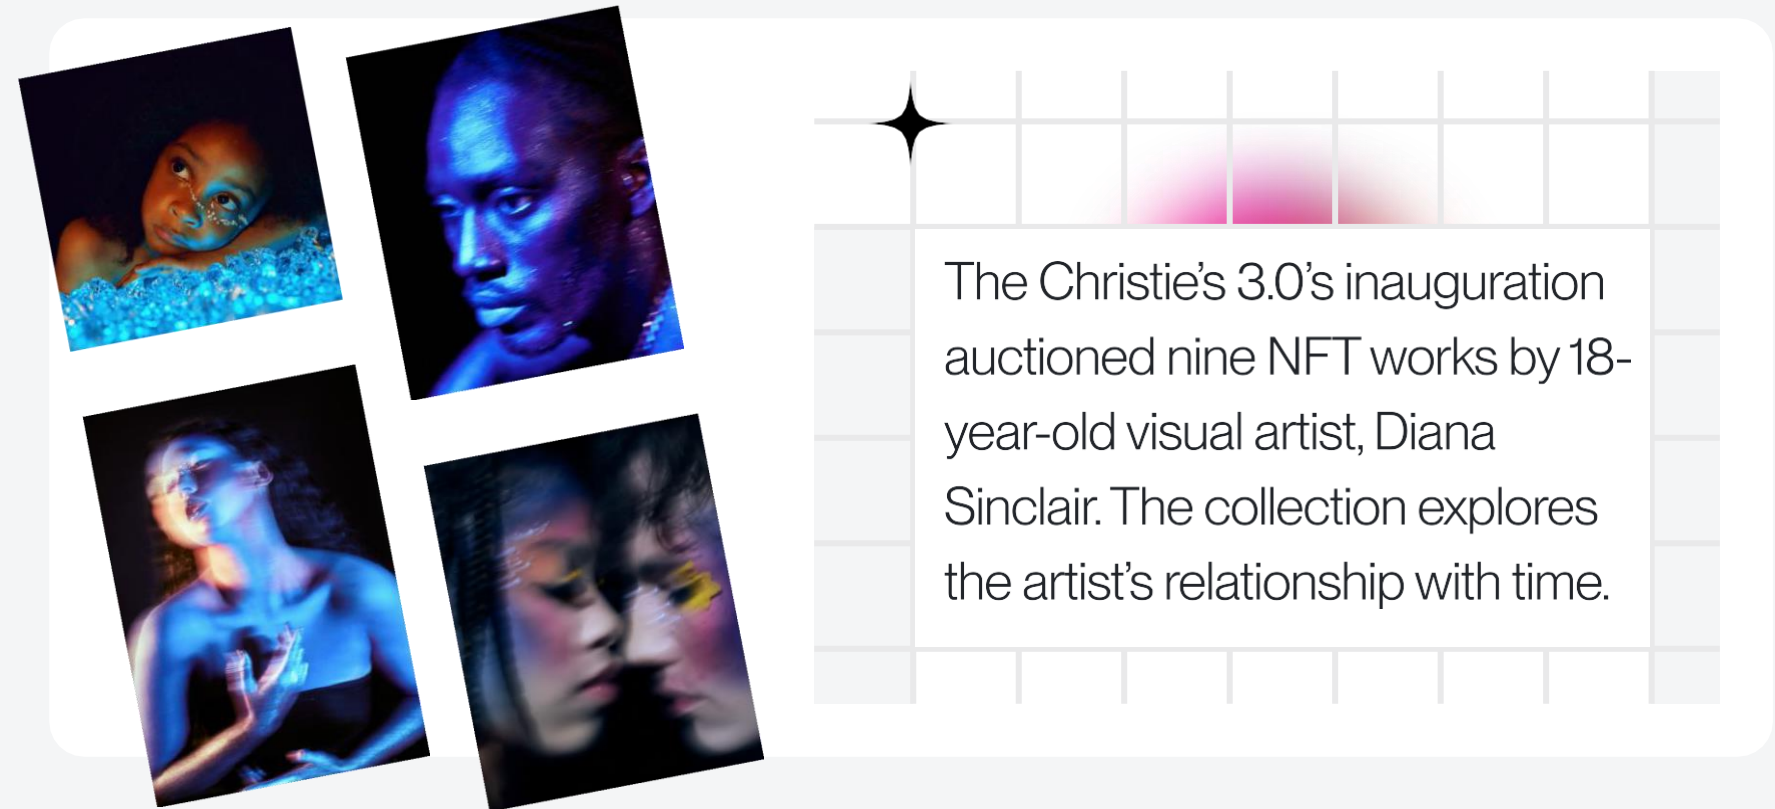 The Christie’s 3.0’s inauguration
auctioned nine NFT works by 18-
year-old visual artist, Diana
Sinclair. The collection explores
the artist’s relationship with time.